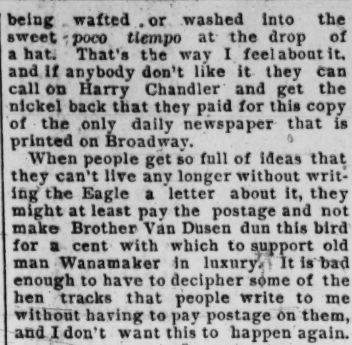 being wafted or washed into the
sweet poco tiempo at the drop of
a hat. That's the way I feel about it.
and if anybody don't like it they can
call on Harry Chandler and get the
nickel back that they paid for this copy
of the only daily newspaper that is
printed on Broadway.
When people get so full of ideas that
they can't live any longer without writ-
ing the Eagle a letter about it, they
might at least pay the postage and not
make Brother Van Dusen dun this bird
for a cent with which to support old
man Wanamaker in luxury. It is bad
enough to have to decipher some of the
hen tracks that people write to me
without having to pay postage on them,
and I don't want this to happen again.